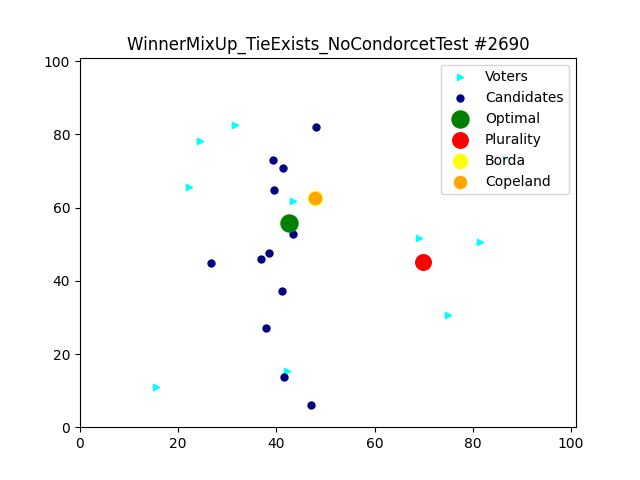 WinnerMixUp_TieExists_NoCondorcetTest #2690
Voters
Candidates
Optimal
Plurality
Borda
Copeland
100
80
60
40
20
0
0 20 40 60 80 100